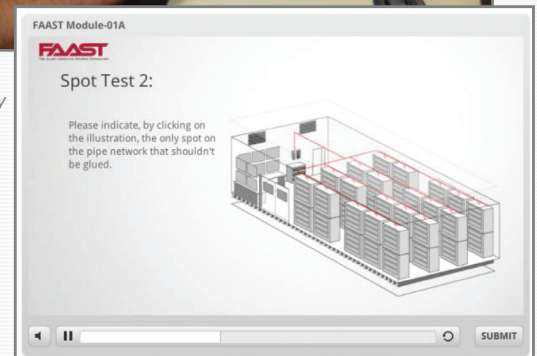 FAAST Module-01A
FAAST
Spot Test 2:
Please indicate, by clicking on
the illustration, the only spot on
the pipe network that shouldn't
be glued.
SUBMIT